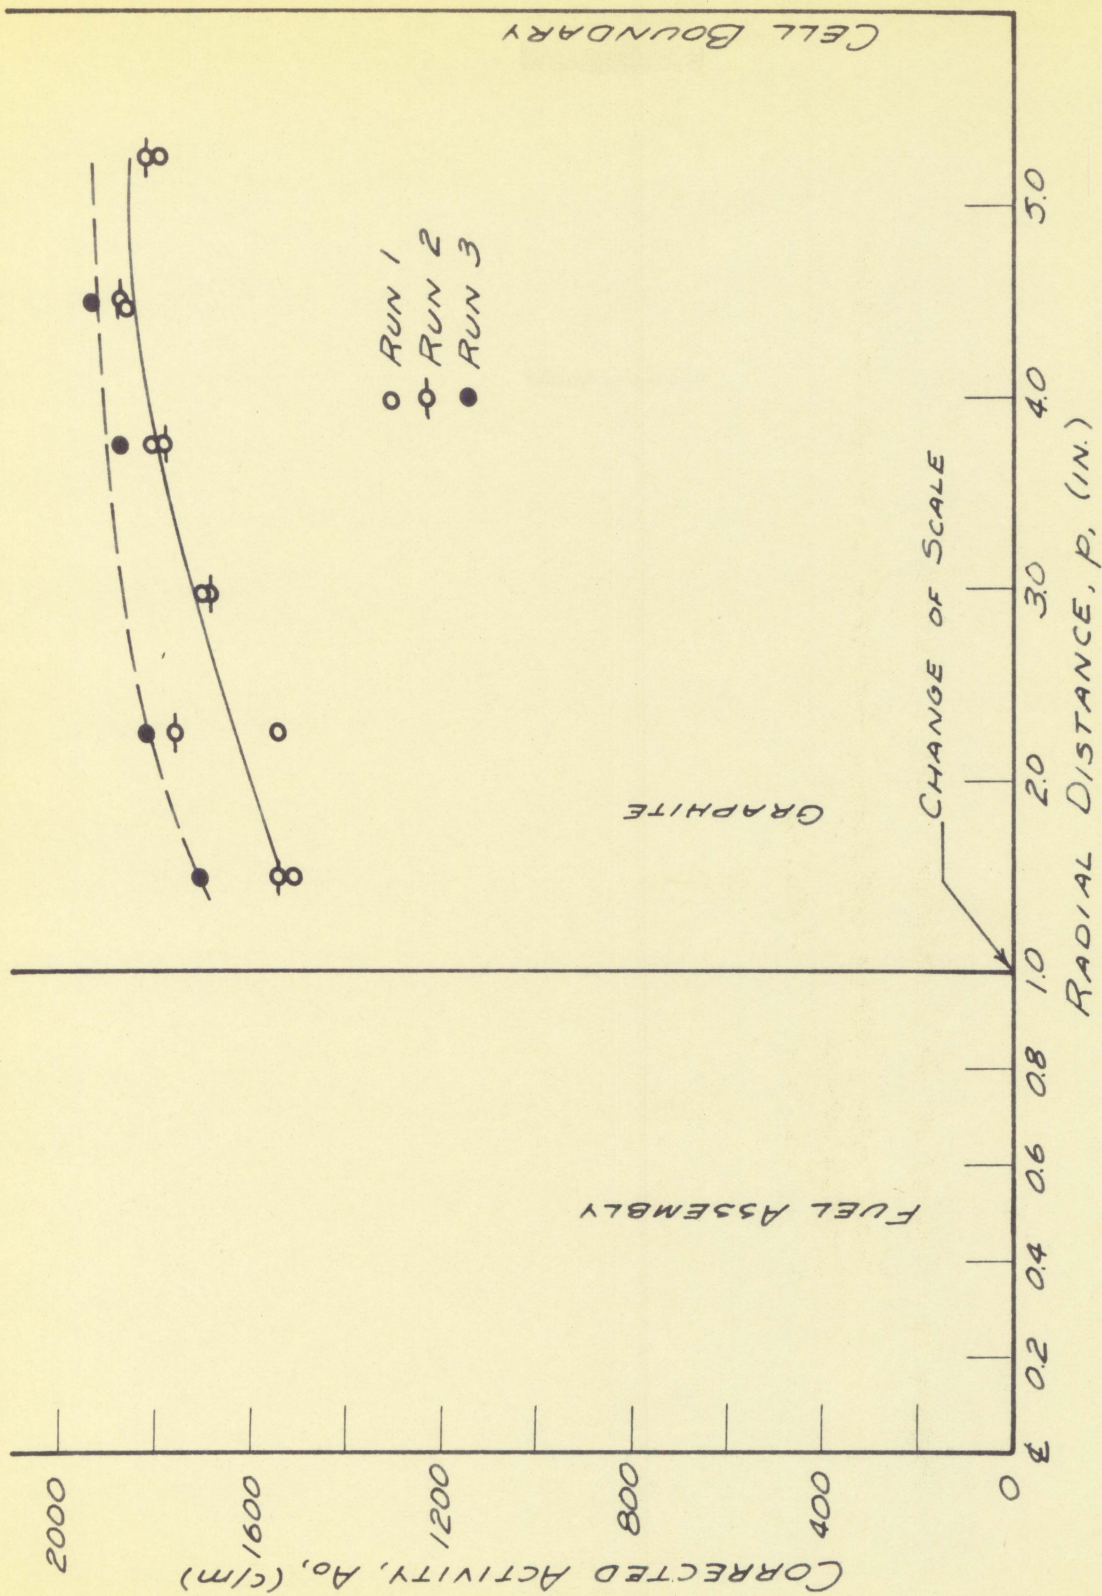 CORRECTED ACTIVITY, A₀, (c/m)
2000
1600
1200
800
400
0
CELL BOUNDARY
GRAPHITE
FUEL ASSEMBLY
○ RUN 1
RUN 2
● RUN 3
CHANGE OF SCALE
℄ 0.2 0.4 0.6 0.8 1.0 2.0 3.0 4.0 5.0
RADIAL DISTANCE, ρ, (IN.)